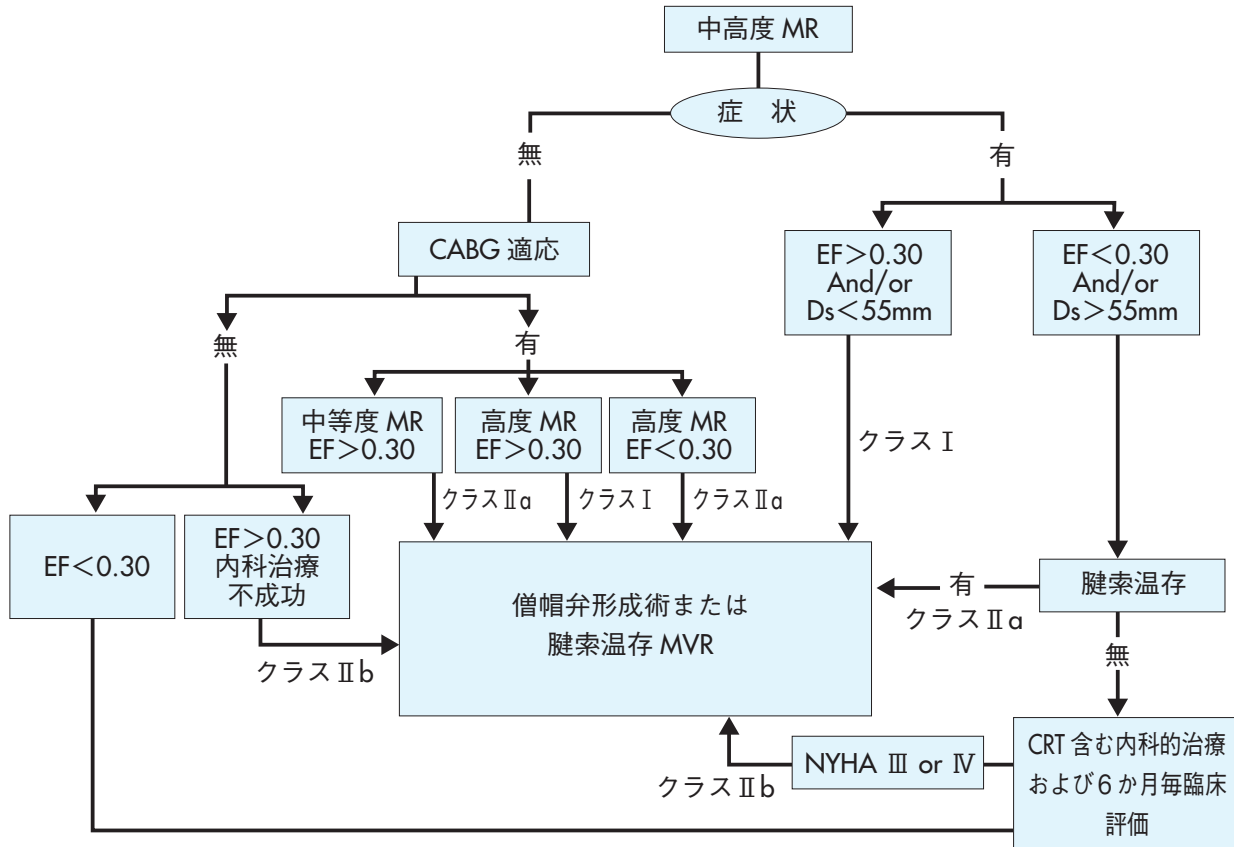 中高度 MR
症　状
無
有
CABG 適応
EF＞0.30
And/or
Ds＜55mm
EF＜0.30
And/or
Ds＞55mm
無
有
中等度 MR
EF＞0.30
高度 MR
EF＞0.30
高度 MR
EF＜0.30
クラスⅠ
クラスⅡa
クラスⅠ
クラスⅡa
EF＜0.30
EF＞0.30
内科治療
不成功
僧帽弁形成術または
腱索温存 MVR
有
クラスⅡa
腱索温存
クラスⅡb
無
NYHA Ⅲ or Ⅳ
クラスⅡb
CRT 含む内科的治療
および6 か月毎臨床
評価